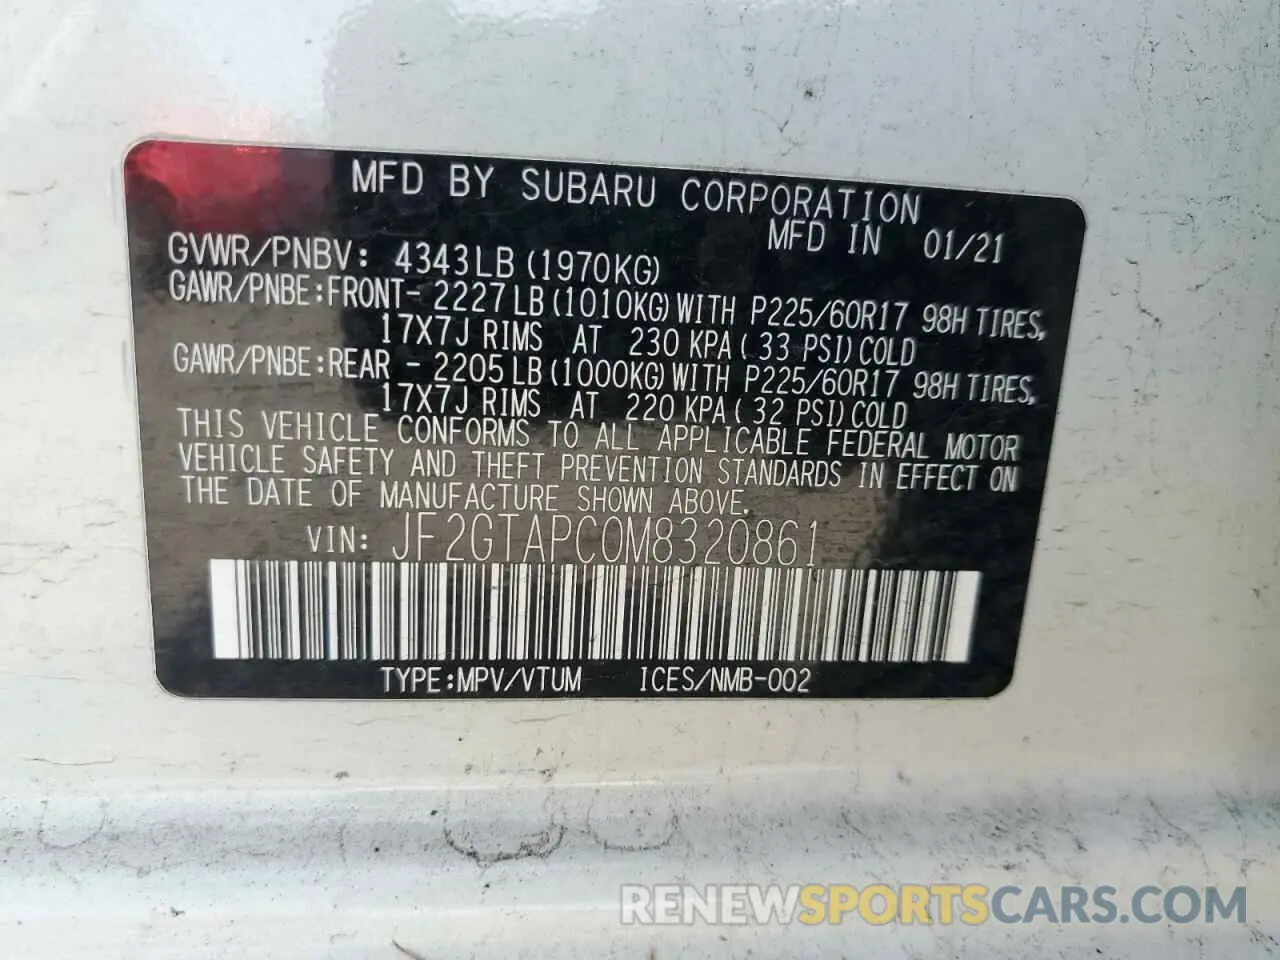 MFD BY SUBARU CORPORATION
MFD IN 01/21
GVWR/PNBV: 4343LB (1970KG)
GAWR/PNBE:FRONT- 2227LB (1010KG) WITH P225/60R17 98H TIRES,
17X7J RIMS AT 230 KPA ( 33 PSI) COLD
GAWR/PNBE:REAR - 2205LB (1000KG) WITH P225/60R17 98H TIRES,
17X7J RIMS AT 220 KPA ( 32 PSI) COLD
THIS VEHICLE CONFORMS TO ALL APPLICABLE FEDERAL MOTOR
VEHICLE SAFETY AND THEFT PREVENTION STANDARDS IN EFFECT ON
THE DATE OF MANUFACTURE SHOWN ABOVE.
VIN: JF2GTAPC0M8320861
TYPE:MPV/VTUM ICES/NMB-002
RENEWSPORTSCARS.COM